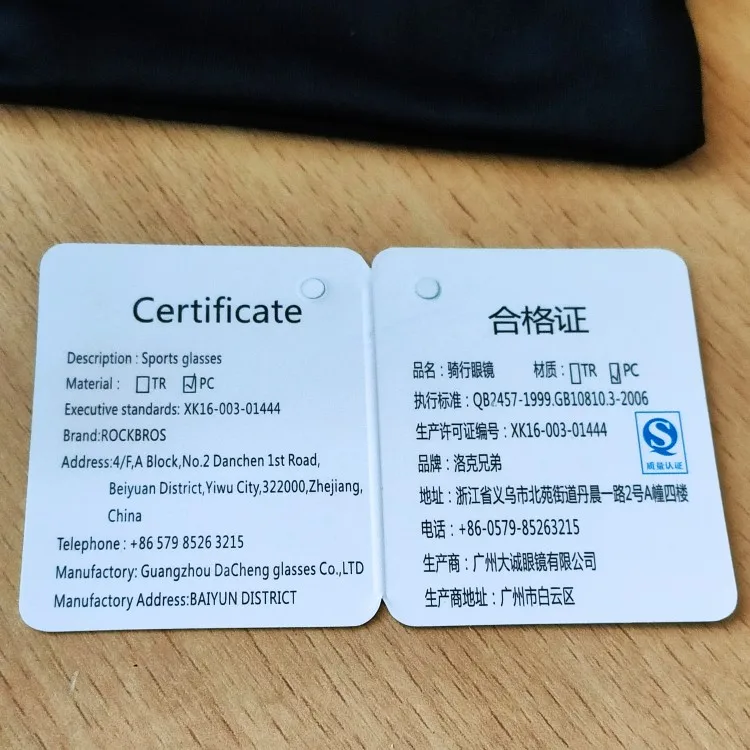 Certificate
Description : Sports glasses
Material : □TR ☑PC
Executive standards: XK16-003-01444
Brand:ROCKBROS
Address:4/F,A Block,No.2 Danchen 1st Road,
Beiyuan District,Yiwu City,322000,Zhejiang,
China
Telephone : +86 579 8526 3215
Manufactory: Guangzhou DaCheng glasses Co.,LTD
Manufactory Address:BAIYUN DISTRICT
合格证
品名：骑行眼镜 材质：□TR ☑PC
执行标准：QB2457-1999.GB10810.3-2006
生产许可证编号：XK16-003-01444
品牌：洛克兄弟
质量认证
地址：浙江省义乌市北苑街道丹晨一路2号A幢四楼
电话：+86-0579-85263215
生产商：广州大诚眼镜有限公司
生产商地址：广州市白云区